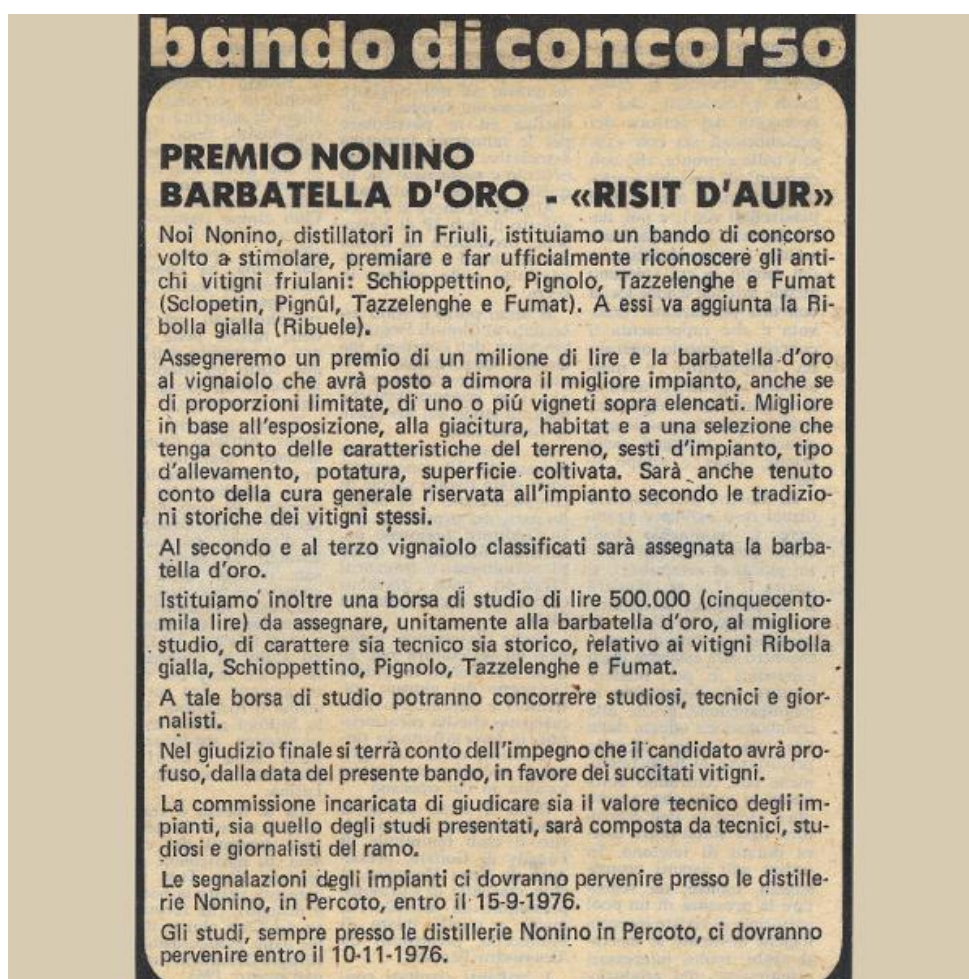 bando di concorso
PREMIO NONINO
BARBATELLA D'ORO - «RISIT D'AUR»
Noi Nonino, distillatori in Friuli, istituiamo un bando di concorso
volto a stimolare, premiare e far ufficialmente riconoscere gli anti-
chi vitigni friulani: Schioppettino, Pignolo, Tazzelenghe e Fumat
(Sclopetin, Pignûl, Tazzelenghe e Fumat). A essi va aggiunta la Ri-
bolla gialla (Ribuele).
Assegneremo un premio di un milione di lire e la barbatella d'oro
al vignaiolo che avrà posto a dimora il migliore impianto, anche se
di proporzioni limitate, di uno o piú vigneti sopra elencati. Migliore
in base all'esposizione, alla giacitura, habitat e a una selezione che
tenga conto delle caratteristiche del terreno, sesti d'impianto, tipo
d'allevamento, potatura, superficie coltivata. Sarà anche tenuto
conto della cura generale riservata all'impianto secondo le tradizio-
ni storiche dei vitigni stessi.
Al secondo e al terzo vignaiolo classificati sarà assegnata la barba-
tella d'oro.
Istituiamo inoltre una borsa di studio di lire 500.000 (cinquecento-
mila lire) da assegnare, unitamente alla barbatella d'oro, al migliore
studio, di carattere sia tecnico sia storico, relativo ai vitigni Ribolla
gialla, Schioppettino, Pignolo, Tazzelenghe e Fumat.
A tale borsa di studio potranno concorrere studiosi, tecnici e gior-
nalisti.
Nel giudizio finale si terrà conto dell'impegno che il candidato avrà pro-
fuso, dalla data del presente bando, in favore dei succitati vitigni.
La commissione incaricata di giudicare sia il valore tecnico degli im-
pianti, sia quello degli studi presentati, sarà composta da tecnici, stu-
diosi e giornalisti del ramo.
Le segnalazioni degli impianti ci dovranno pervenire presso le distille-
rie Nonino, in Percoto, entro il 15-9-1976.
Gli studi, sempre presso le distillerie Nonino in Percoto, ci dovranno
pervenire entro il 10-11-1976.